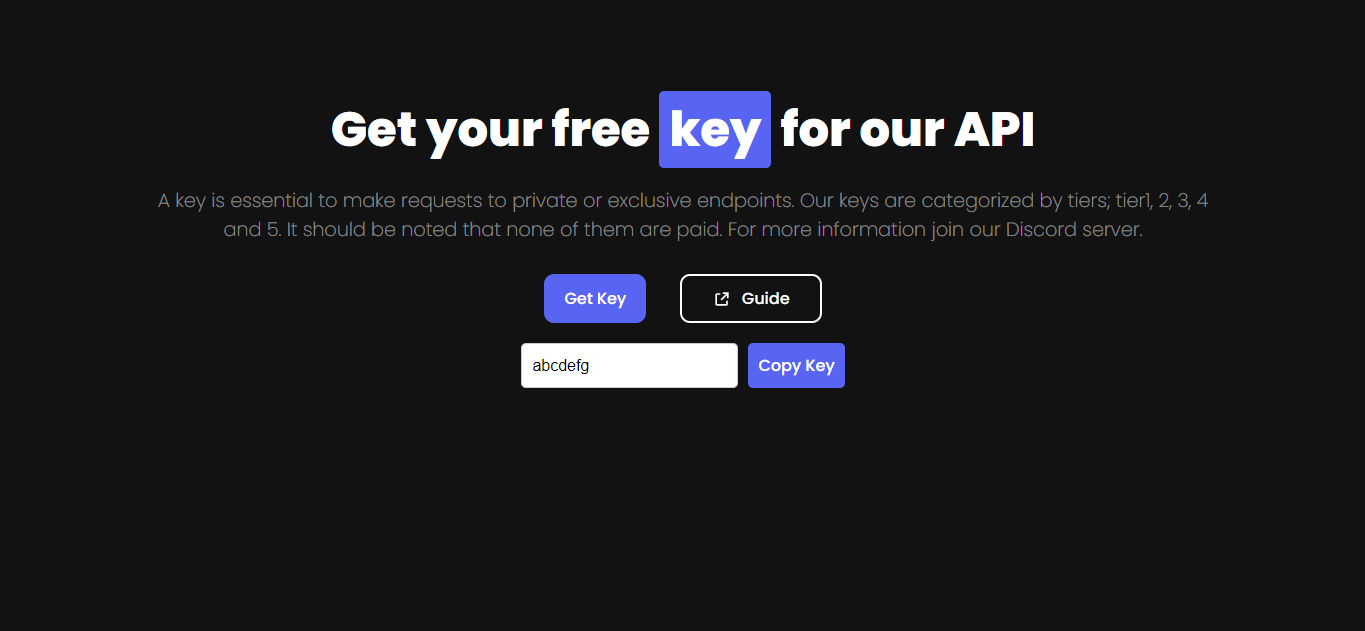 Get your free key for our API
A key is essential to make requests to private or exclusive endpoints. Our keys are categorized by tiers; tier1, 2, 3, 4
and 5. It should be noted that none of them are paid. For more information join our Discord server.
Get Key Guide
abcdefg Copy Key